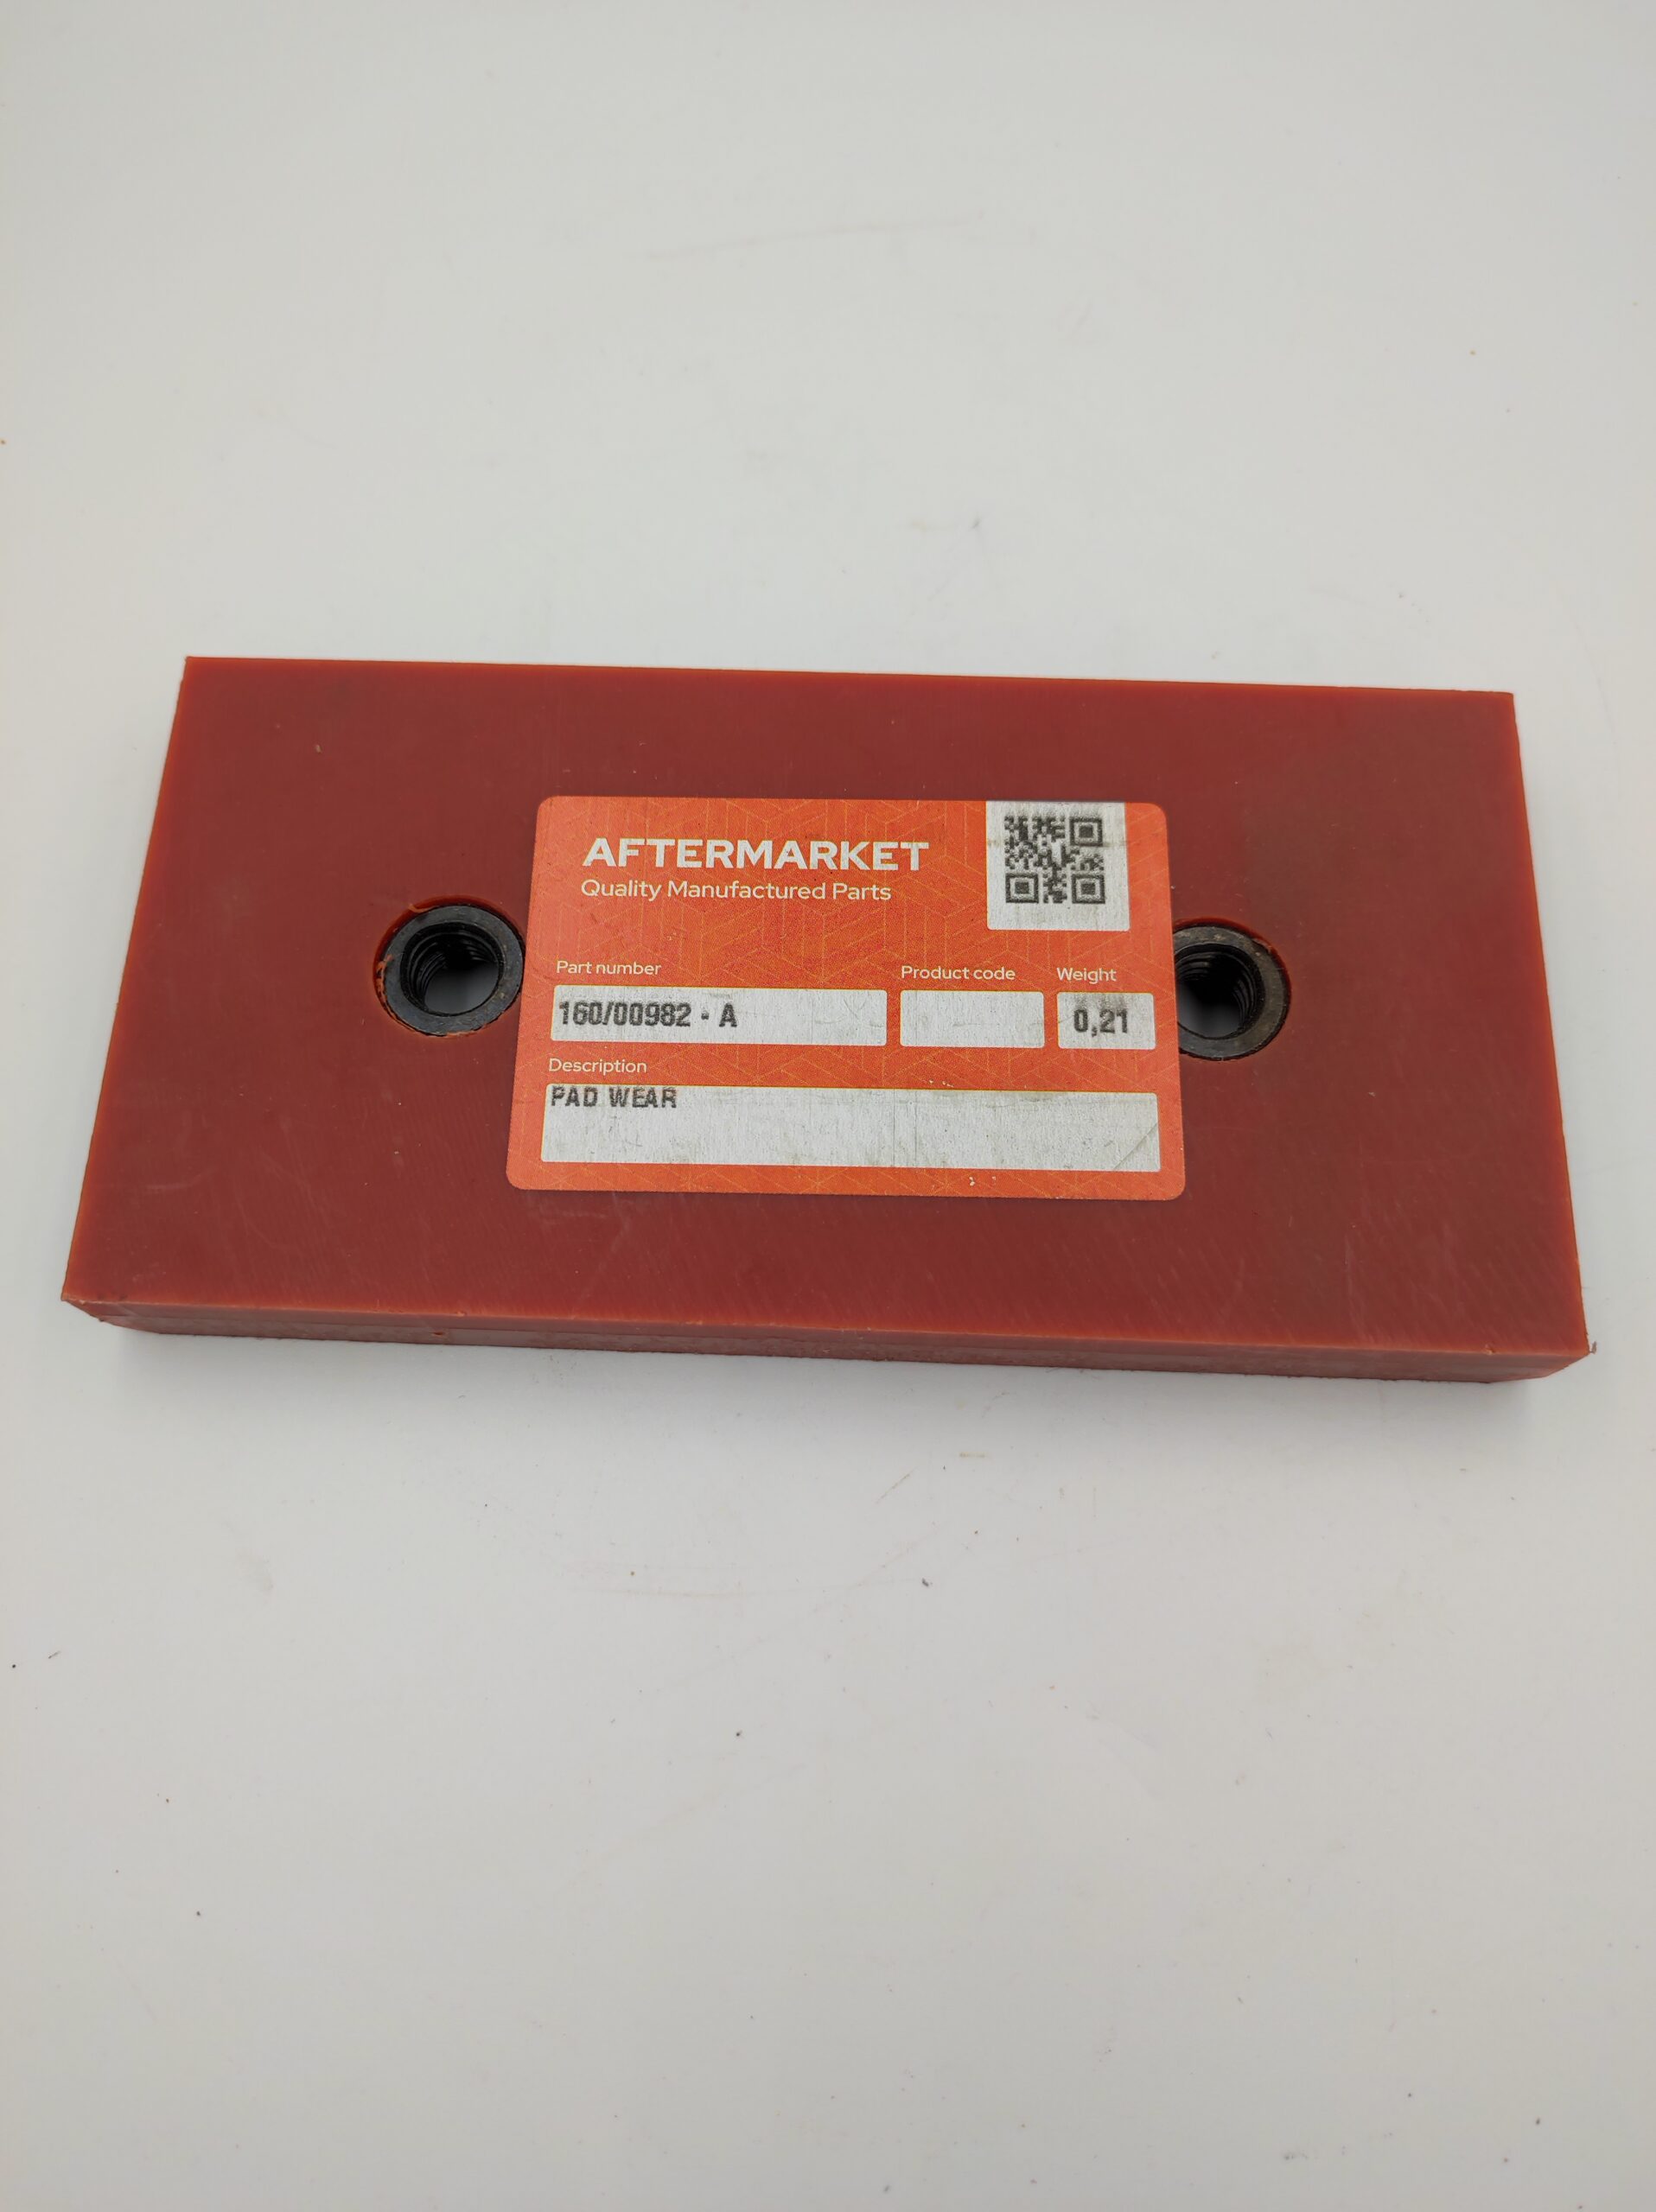 AFTERMARKET
Quality Manufactured Parts
Part number
Product code
Weight
160/00982 - A
0,21
Description
PAD WEAR